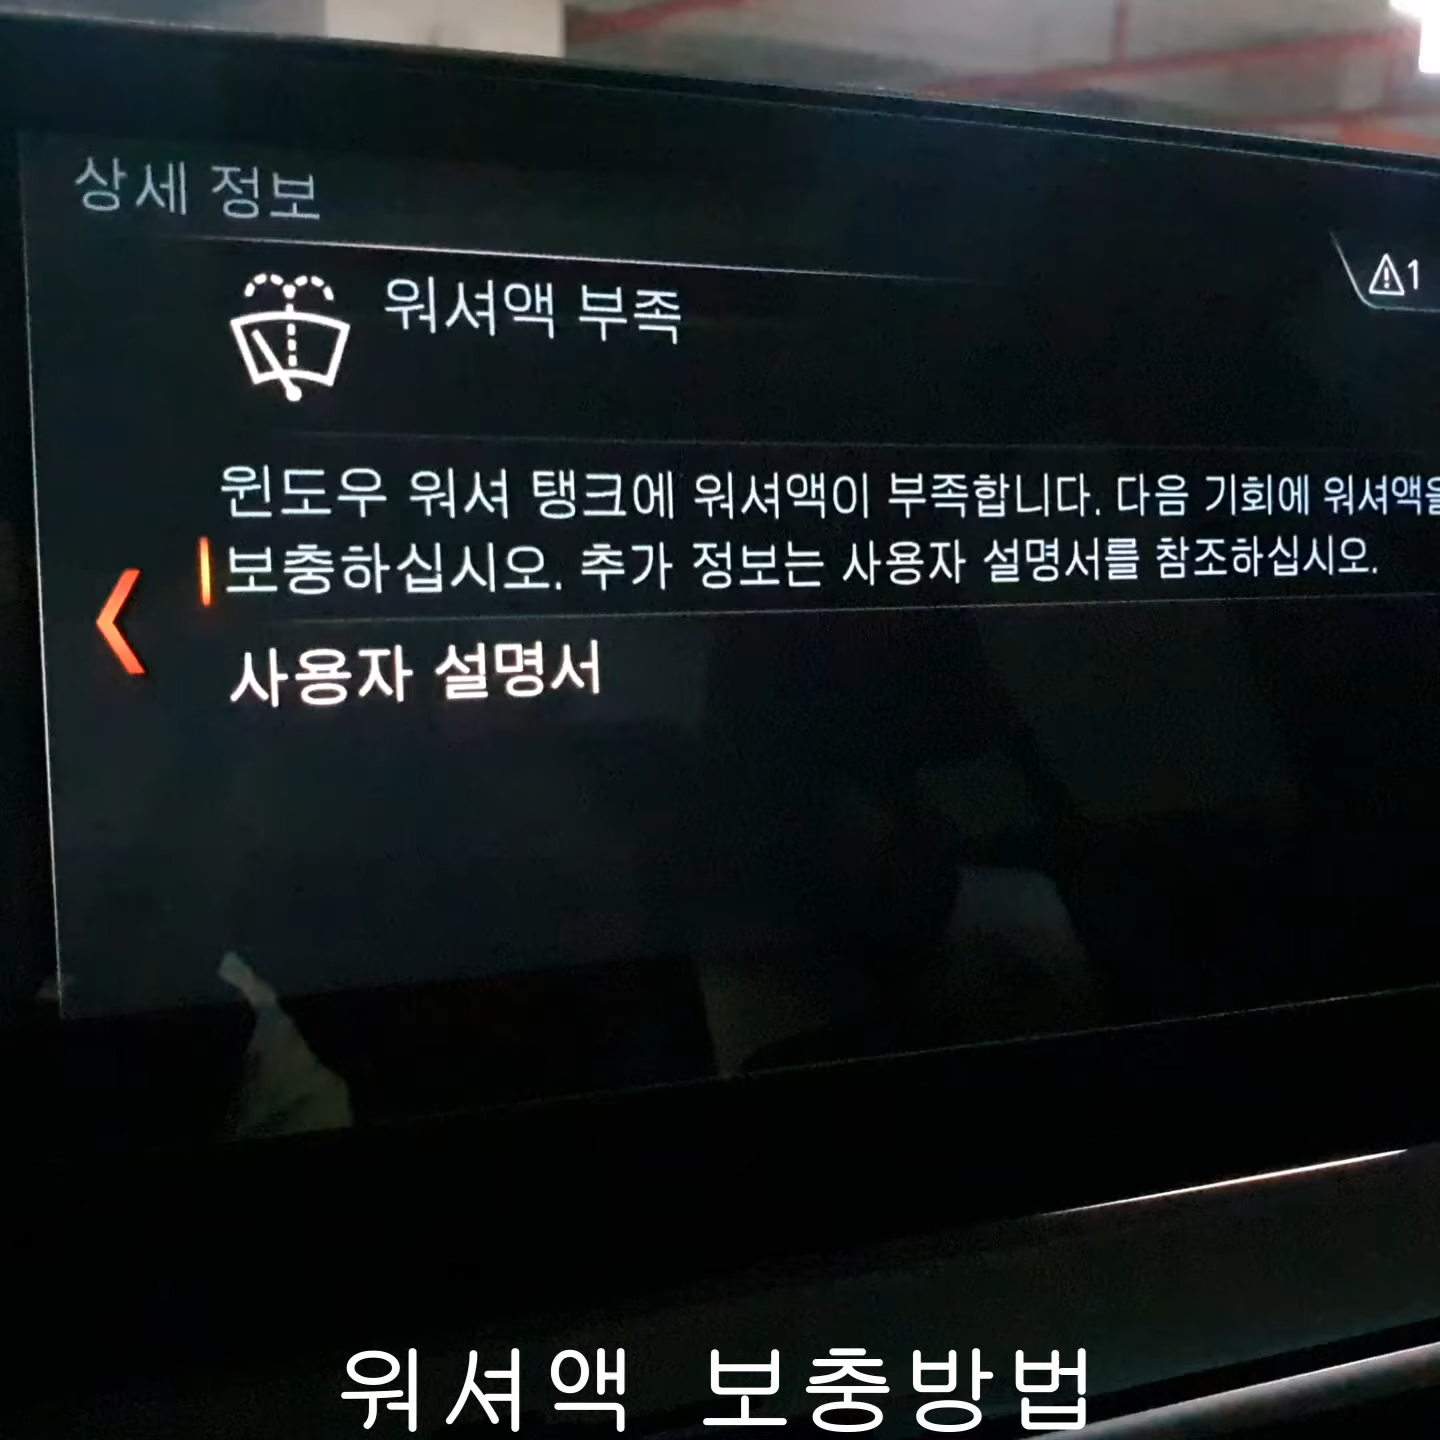 상세 정보
⚠1
워셔액 부족
윈도우 워셔 탱크에 워셔액이 부족합니다. 다음 기회에 워셔액을
보충하십시오. 추가 정보는 사용자 설명서를 참조하십시오.
사용자 설명서
워셔액 보충방법